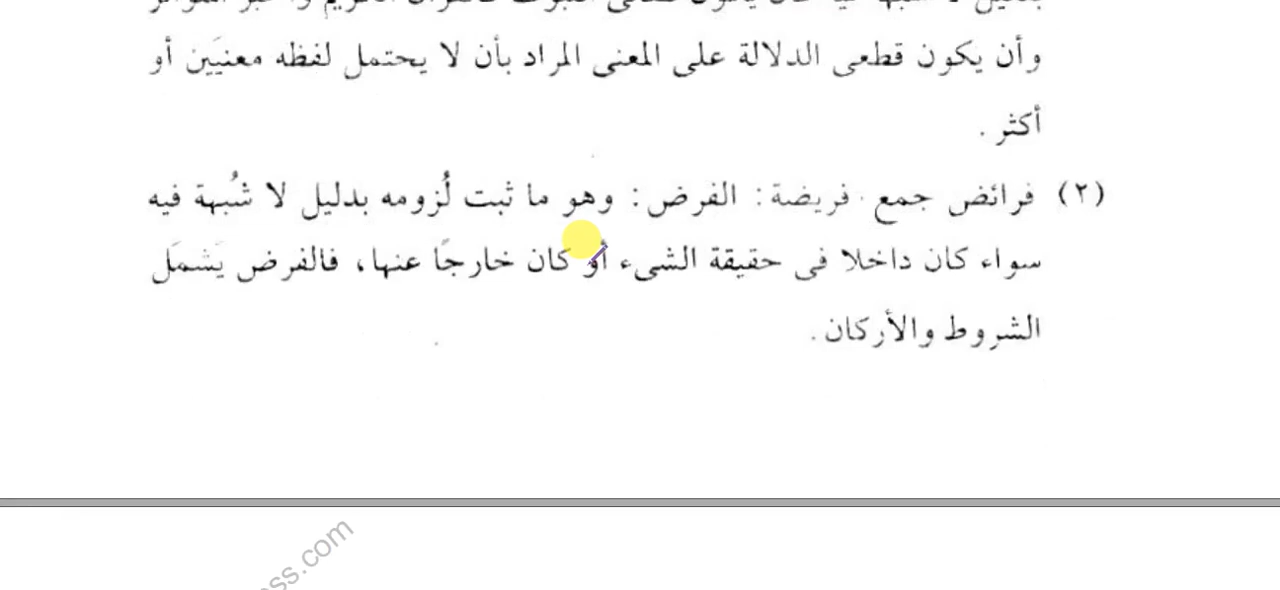 وأن يكون قطعى الدلالة على المعنى المراد بأن لا يحتمل لفظه معنيَين أو
أكثر .
(٢) فرائض جمع فريضة : الفرض : وهو ما ثبت لُزومه بدليل لا شُبهة فيه
سواء كان داخلا فى حقيقة الشىء أو كان خارجًا عنها، فالفرض يَشمَل
الشروط والأركان .
ss.com